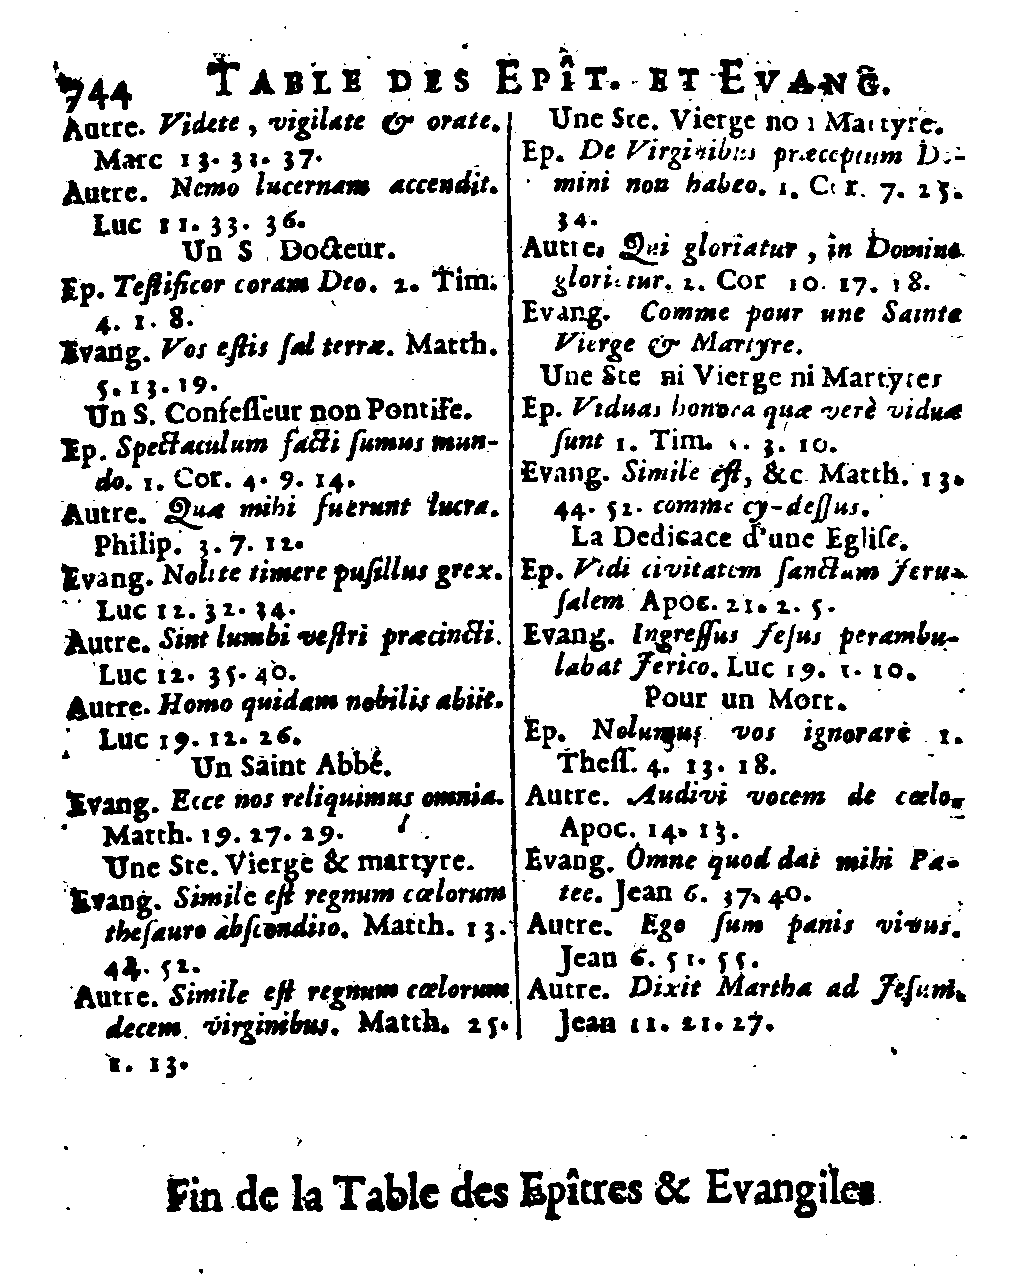 744 TABLE DES EPÎT. ET EVANG̃.
Autre. Videte, vigilate & orate.
Marc 13. 31. 37.
Autre. Nemo lucernam accendit.
Luc 11. 33. 36.
Un S. Docteur.
Ep. Teſtificor coram Deo. 2. Tim.
4. 1. 8.
Evang. Vos eſtis ſal terræ. Matth.
5. 13. 19.
Un S. Confeſſeur non Pontife.
Ep. Spectaculum facti ſumus mun-
do. 1. Cor. 4. 9. 14.
Autre. Quæ mihi fuerunt lucra.
Philip. 3. 7. 12.
Evang. Nolite timere puſillus grex.
Luc 12. 32. 34.
Autre. Sint lumbi veſtri præcincti.
Luc 12. 35. 40.
Autre. Homo quidam nobilis abiit.
Luc 19. 12. 26.
Un Saint Abbé.
Evang. Ecce nos reliquimus omnia.
Matth. 19. 27. 29.
Une Ste. Vierge & martyre.
Evang. Simile eſt regnum cœlorum
theſauro abſcondito. Matth. 13.
44. 52.
Autre. Simile eſt regnum cœlorum
decem virginibus. Matth. 25.
1. 13.
Une Ste. Vierge non Martyre.
Ep. De Virginibus præceptum Do-
mini non habeo. 1. Cor. 7. 25.
34.
Autre. Qui gloriatur, in Domino
glorietur. 2. Cor 10. 17. 18.
Evang. Comme pour une Sainte
Vierge & Martyre.
Une Ste ni Vierge ni Martyres
Ep. Viduas honora quæ verè viduæ
ſunt 1. Tim. 3. 10.
Evang. Simile eſt, &c Matth. 13.
44. 52. comme cy-deſſus.
La Dedicace d'une Egliſe.
Ep. Vidi civitatem ſanctam Jeru-
ſalem Apoc. 21. 2. 5.
Evang. Ingreſſus Jeſus perambu-
labat Jerico. Luc 19. 1. 10.
Pour un Mort.
Ep. Nolumus vos ignorare 1.
Theſſ. 4. 13. 18.
Autre. Audivi vocem de cœlo.
Apoc. 14. 13.
Evang. Omne quod dat mihi Pa-
tee. Jean 6. 37. 40.
Autre. Ego ſum panis vivus.
Jean 6. 51. 55.
Autre. Dixit Martha ad Jeſum.
Jean 11. 21. 27.
Fin de la Table des Epîtres & Evangiles